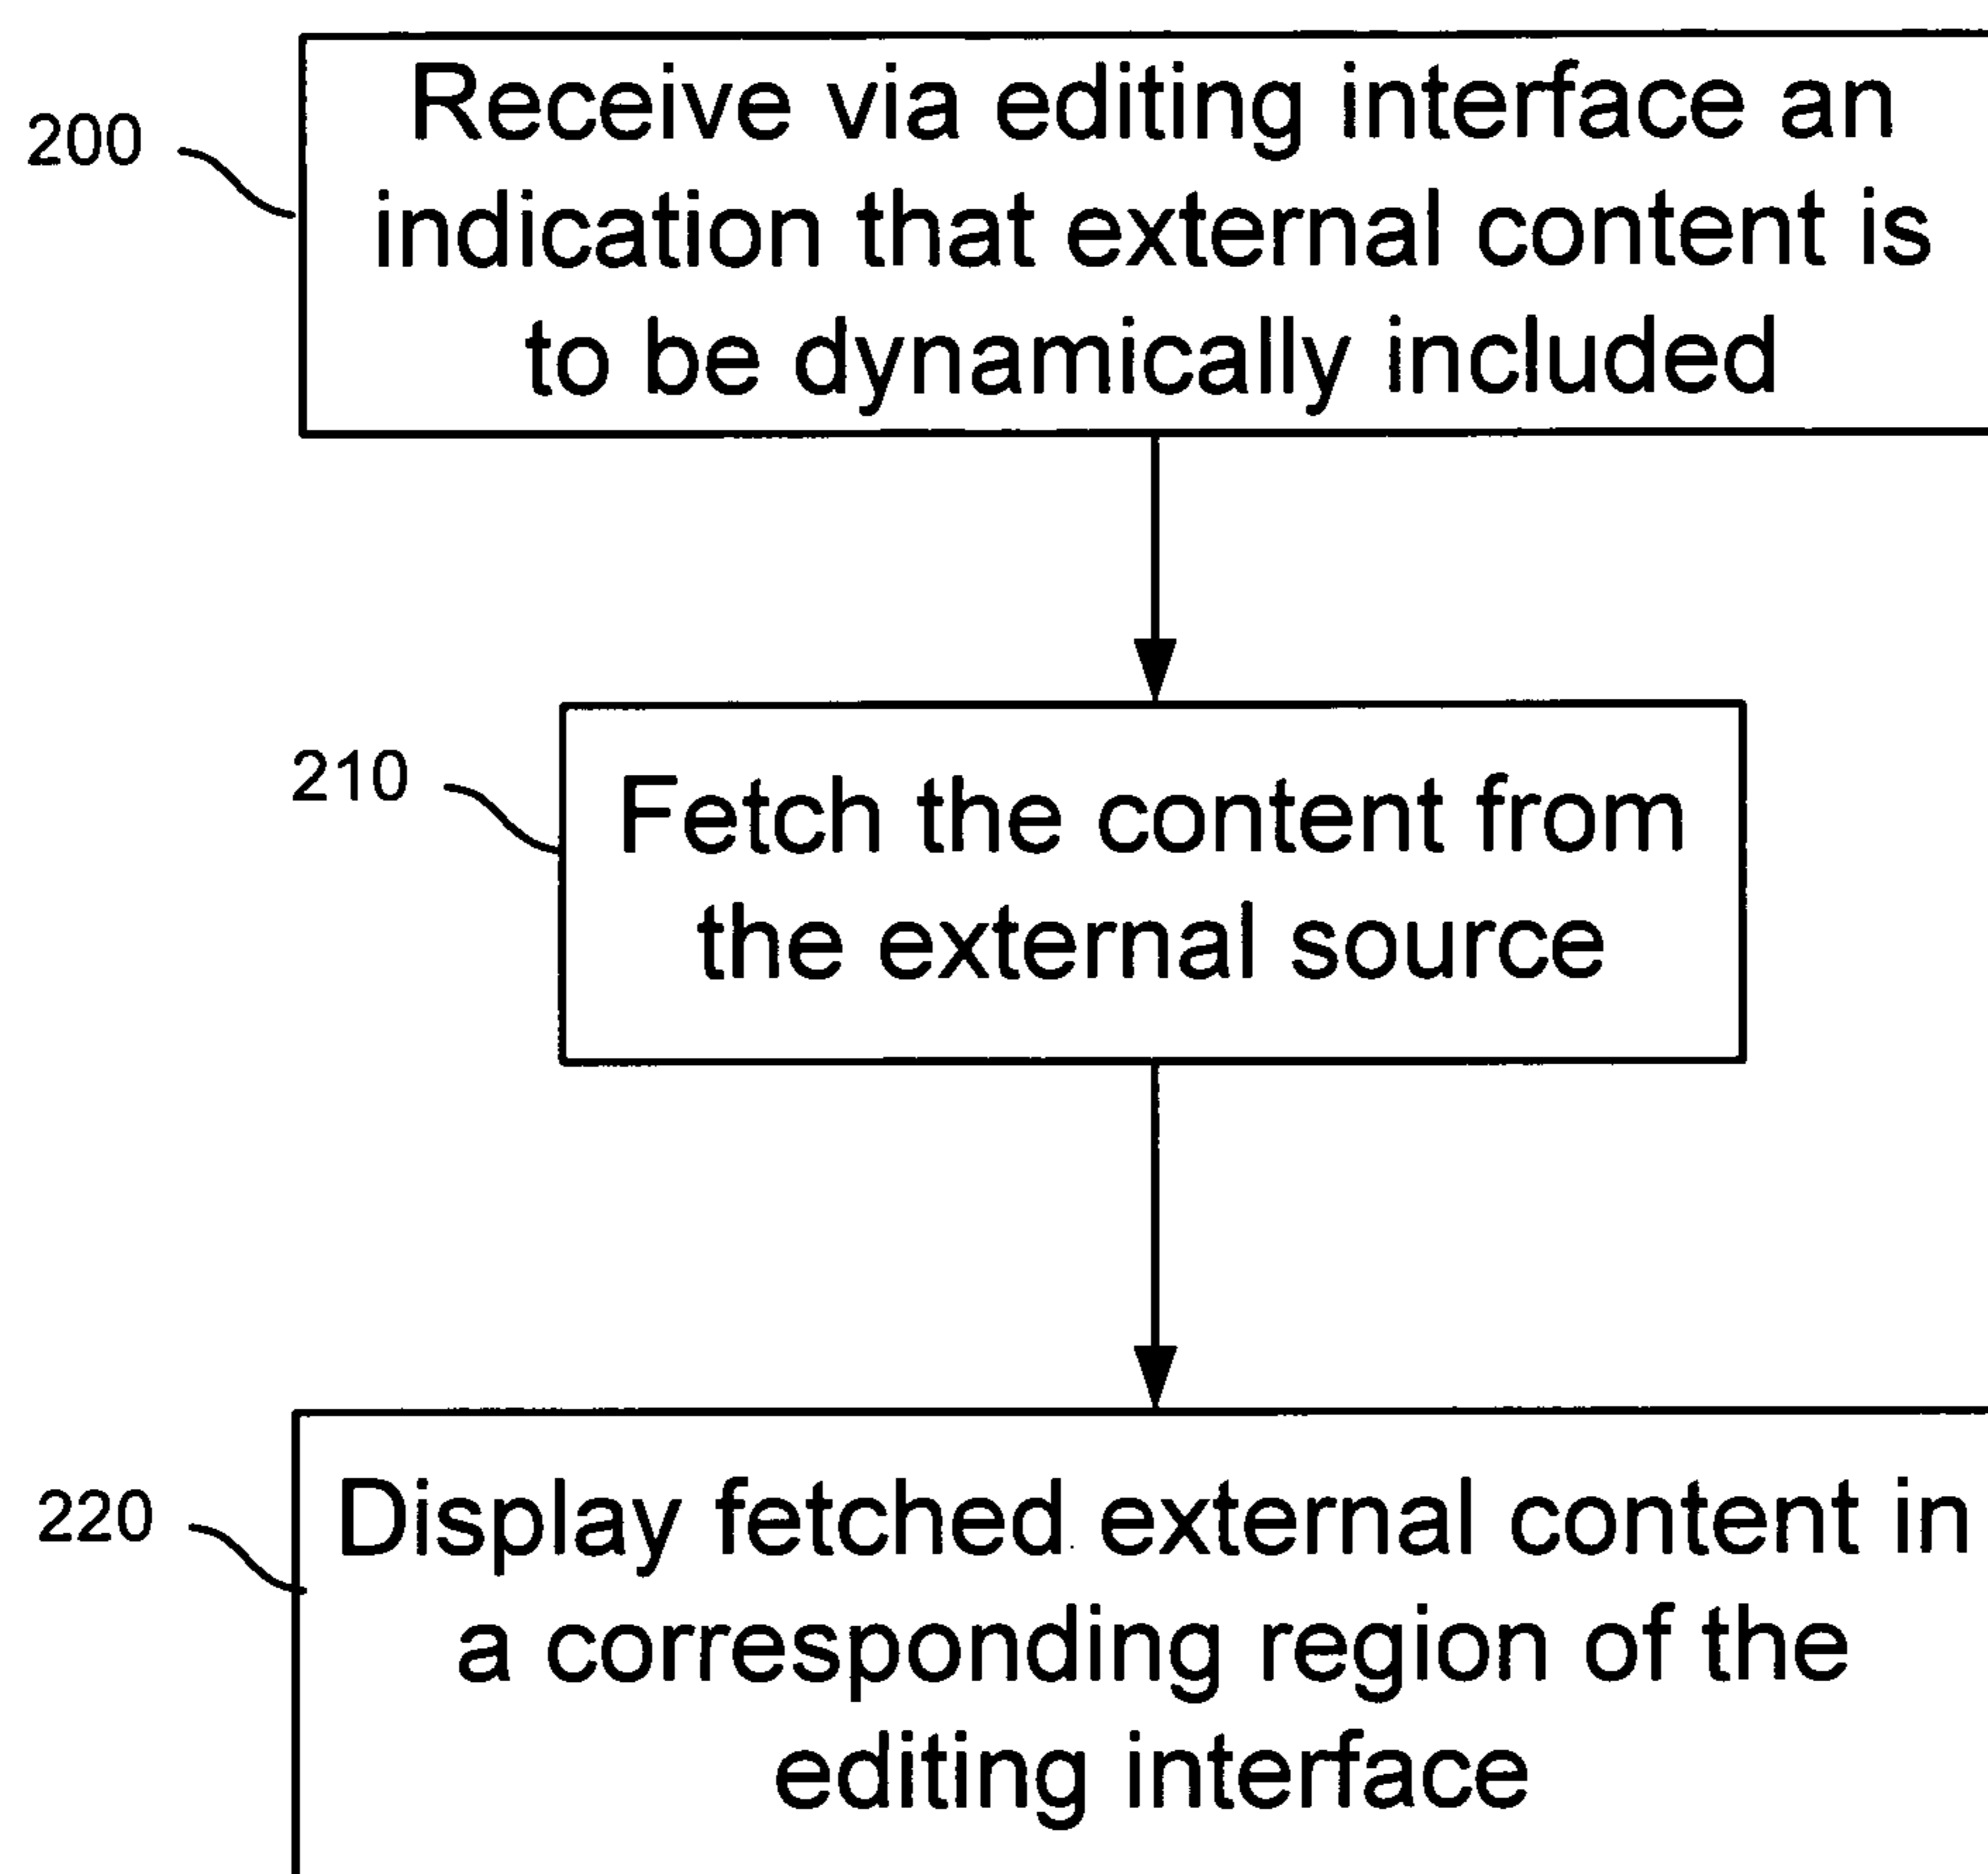 200
Receive via editing interface an
indication that external content is
to be dynamically included
210
Fetch the content from
the external source
220
Display fetched external content in
a corresponding region of the
editing interface